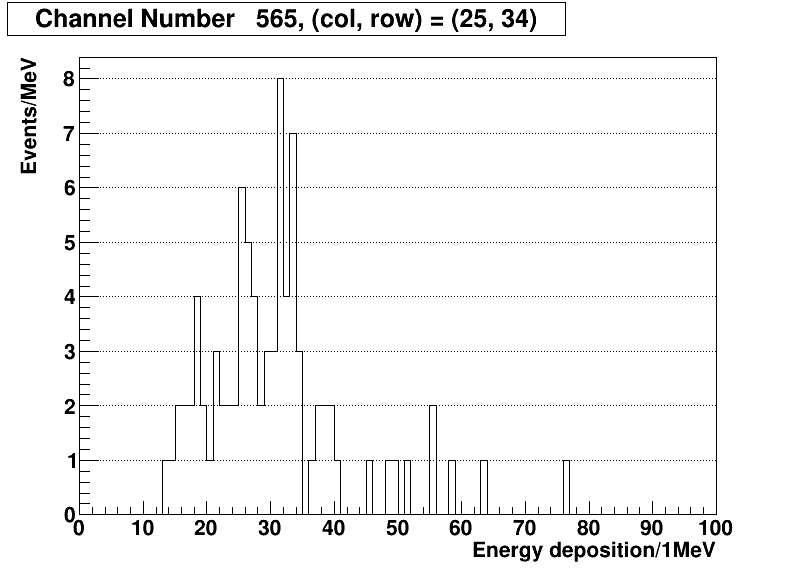 Channel Number 565, (col, row) = (25, 34)
Events/MeV
8
7
6
5
4
3
2
1
0
0 10 20 30 40 50 60 70 80 90 100
Energy deposition/1MeV